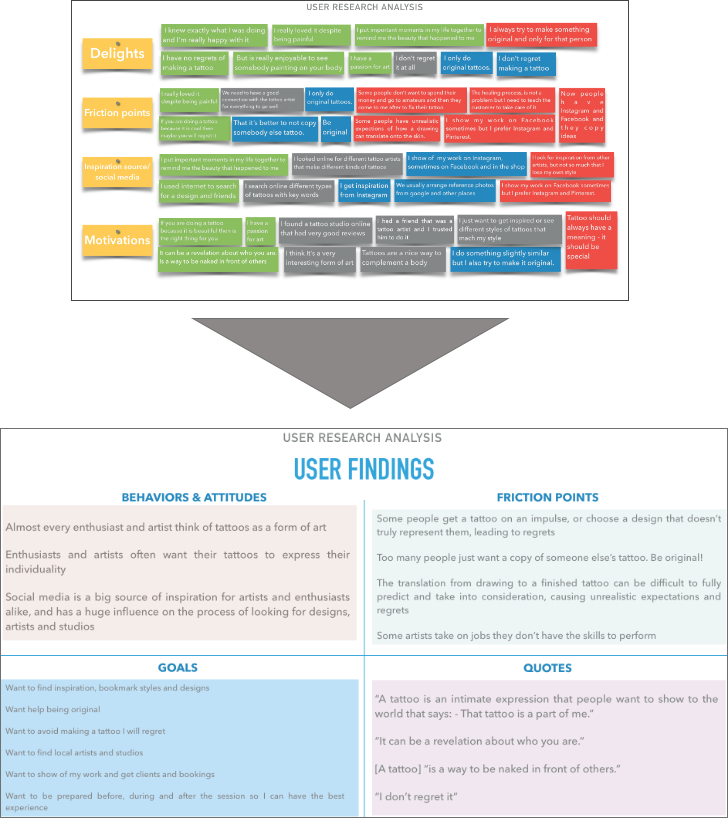 USER RESEARCH ANALYSIS
Delights
I knew exactly what I was doing
and I'm really happy with it
I really loved it despite
being painful
I put important moments in my life together to
remind me the beauty that happened to me
I always try to make something
original and only for that person
I have no regrets of
making a tattoo
But is really enjoyable to see
somebody painting on your body
I have a
passion for art
I don't regret
it at all
I only do
original tattoos.
I don't regret
making a tattoo
Friction points
I really loved it
despite being painful
We need to have a good
connection with the tattoo artist
for everything to go well
I only do
original tattoos.
Some people don't want to spend their
money and go to amateurs and then they
come to me after to fix their tattoo
The healing process, is not a
problem but I need to teach the
customer to take care of it
Now people
have
Instagram and
Facebook and
they copy
ideas
If you are doing a tattoo
because it is cool then
maybe you will regret it
That it's better to not copy
somebody else tattoo.
Be
original
Some people have unrealistic
expections of how a drawing
can translate onto the skin.
I show my work on Facebook
sometimes but I prefer Instagram and
Pinterest.
Inspiration source/
social media
I put important moments in my life together to
remind me the beauty that happened to me
I looked online for different tattoo artists
that make different kinds of tattoos
I show of my work on Instagram,
sometimes on Facebook and in the shop
I look for inspiration from other
artists, but not so much that I
lose my own style
I used internet to search
for a design and friends
I search online different types
of tattoos with key words
I get inspiration
from Instagram
We usually arrange reference photos
from google and other places
I show my work on Facebook sometimes
but I prefer Instagram and Pinterest.
Motivations
If you are doing a tattoo
because it is beautiful then is
the right thing for you.
I have a
passion
for art
I found a tattoo studio online
that had very good reviews
I had a friend that was a
tattoo artist and I trusted
him to do it
I just want to get inspired or see
different styles of tattoos that
mach my style
Tattoo should
always have a
meaning - it
should be
special
It can be a revelation about who you are.
Is a way to be naked in front of others
I think It's a very
interesting form of art
Tattoos are a nice way to
complement a body
I do something slightly similar
but I also try to make it original.
USER RESEARCH ANALYSIS
USER FINDINGS
BEHAVIORS & ATTITUDES
Almost every enthusiast and artist think of tattoos as a form of art
Enthusiasts and artists often want their tattoos to express their
individuality
Social media is a big source of inspiration for artists and enthusiasts
alike, and has a huge influence on the process of looking for designs,
artists and studios
FRICTION POINTS
Some people get a tattoo on an impulse, or choose a design that doesn't
truly represent them, leading to regrets
Too many people just want a copy of someone else's tattoo. Be original!
The translation from drawing to a finished tattoo can be difficult to fully
predict and take into consideration, causing unrealistic expectations and
regrets
Some artists take on jobs they don't have the skills to perform
GOALS
Want to find inspiration, bookmark styles and designs
Want help being original
Want to avoid making a tattoo I will regret
Want to find local artists and studios
Want to show of my work and get clients and bookings
Want to be prepared before, during and after the session so I can have the best
experience
QUOTES
"A tattoo is an intimate expression that people want to show to the
world that says: - That tattoo is a part of me."
"It can be a revelation about who you are."
[A tattoo] "is a way to be naked in front of others."
"I don't regret it"